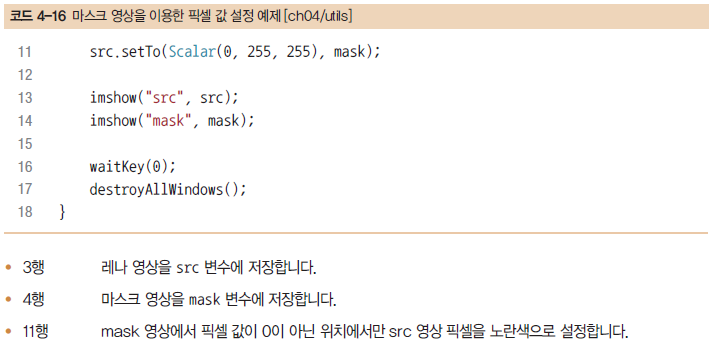 코드 4-16 마스크 영상을 이용한 픽셀 값 설정 예제 [ch04/utils]
11 src.setTo(Scalar(0, 255, 255), mask);
12
13 imshow("src", src);
14 imshow("mask", mask);
15
16 waitKey(0);
17 destroyAllWindows();
18 }
• 3행 레나 영상을 src 변수에 저장합니다.
• 4행 마스크 영상을 mask 변수에 저장합니다.
• 11행 mask 영상에서 픽셀 값이 0이 아닌 위치에서만 src 영상 픽셀을 노란색으로 설정합니다.